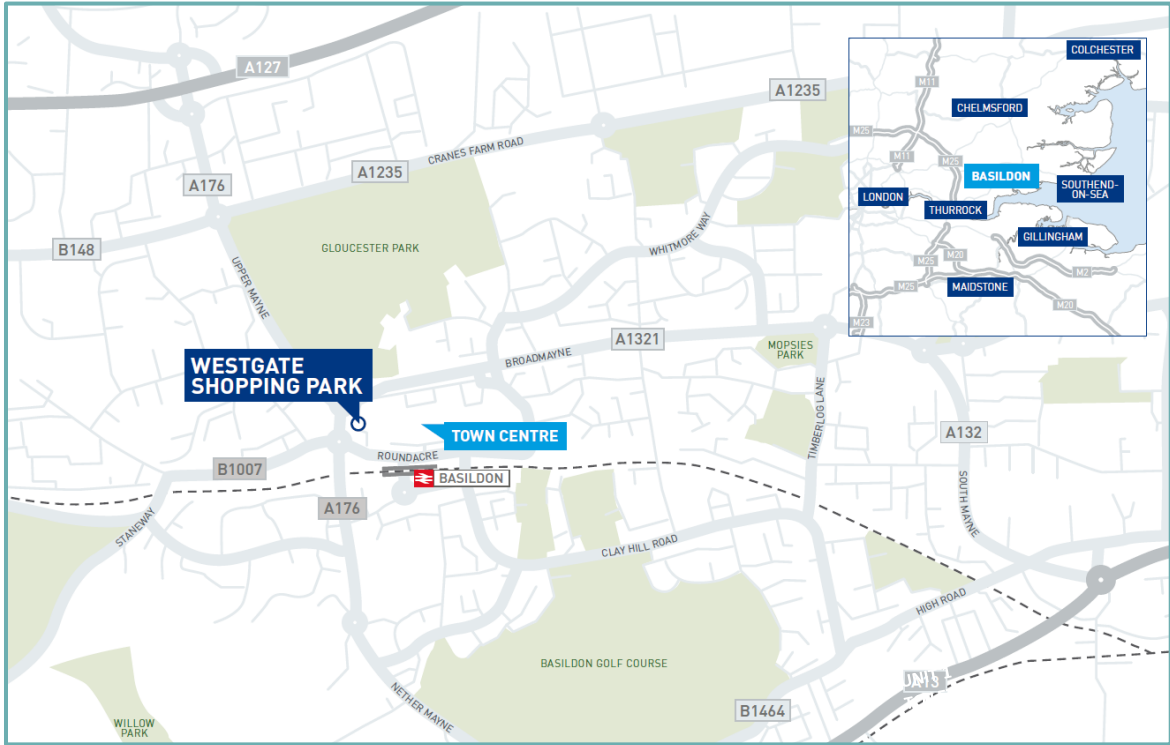 A127
A1235
CRANES FARM ROAD
A1235
A176
B148
GLOUCESTER PARK
UPPER MAYNE
WHITMORE WAY
A1321
BROADMAYNE
MOPSIES
PARK
WESTGATE
SHOPPING PARK
TOWN CENTRE
ROUNDACRE
BASILDON
B1007
A176
STANEWAY
TIMBERLOG LANE
A132
SOUTH MAYNE
CLAY HILL ROAD
HIGH ROAD
BASILDON GOLF COURSE
NETHER MAYNE
WILLOW
PARK
B1464
A13
COLCHESTER
M11
CHELMSFORD
M25
M11
M25
BASILDON
LONDON
SOUTHEND-
ON-SEA
THURROCK
GILLINGHAM
M25
M20
M2
M25
MAIDSTONE
M20
M23